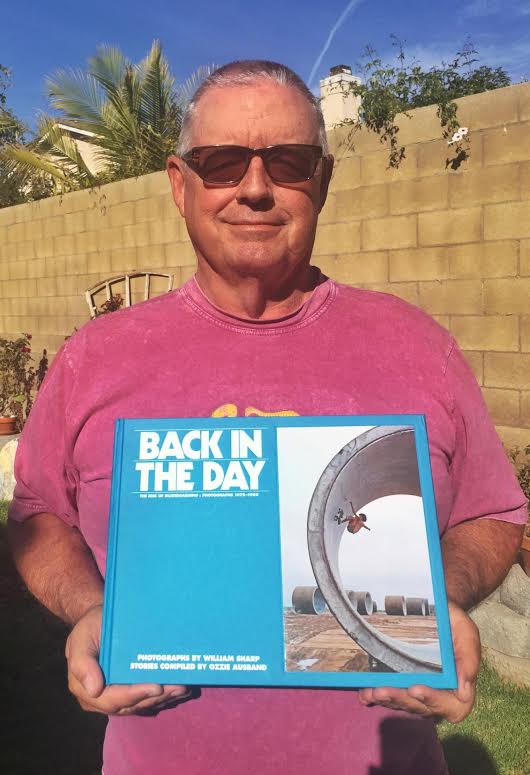 BACK IN
THE DAY
THE RISE OF SKATEBOARDING : PHOTOGRAPHS 1975-1980
PHOTOGRAPHS BY WILLIAM SHARP
STORIES COMPILED BY OZZIE AUSBAND